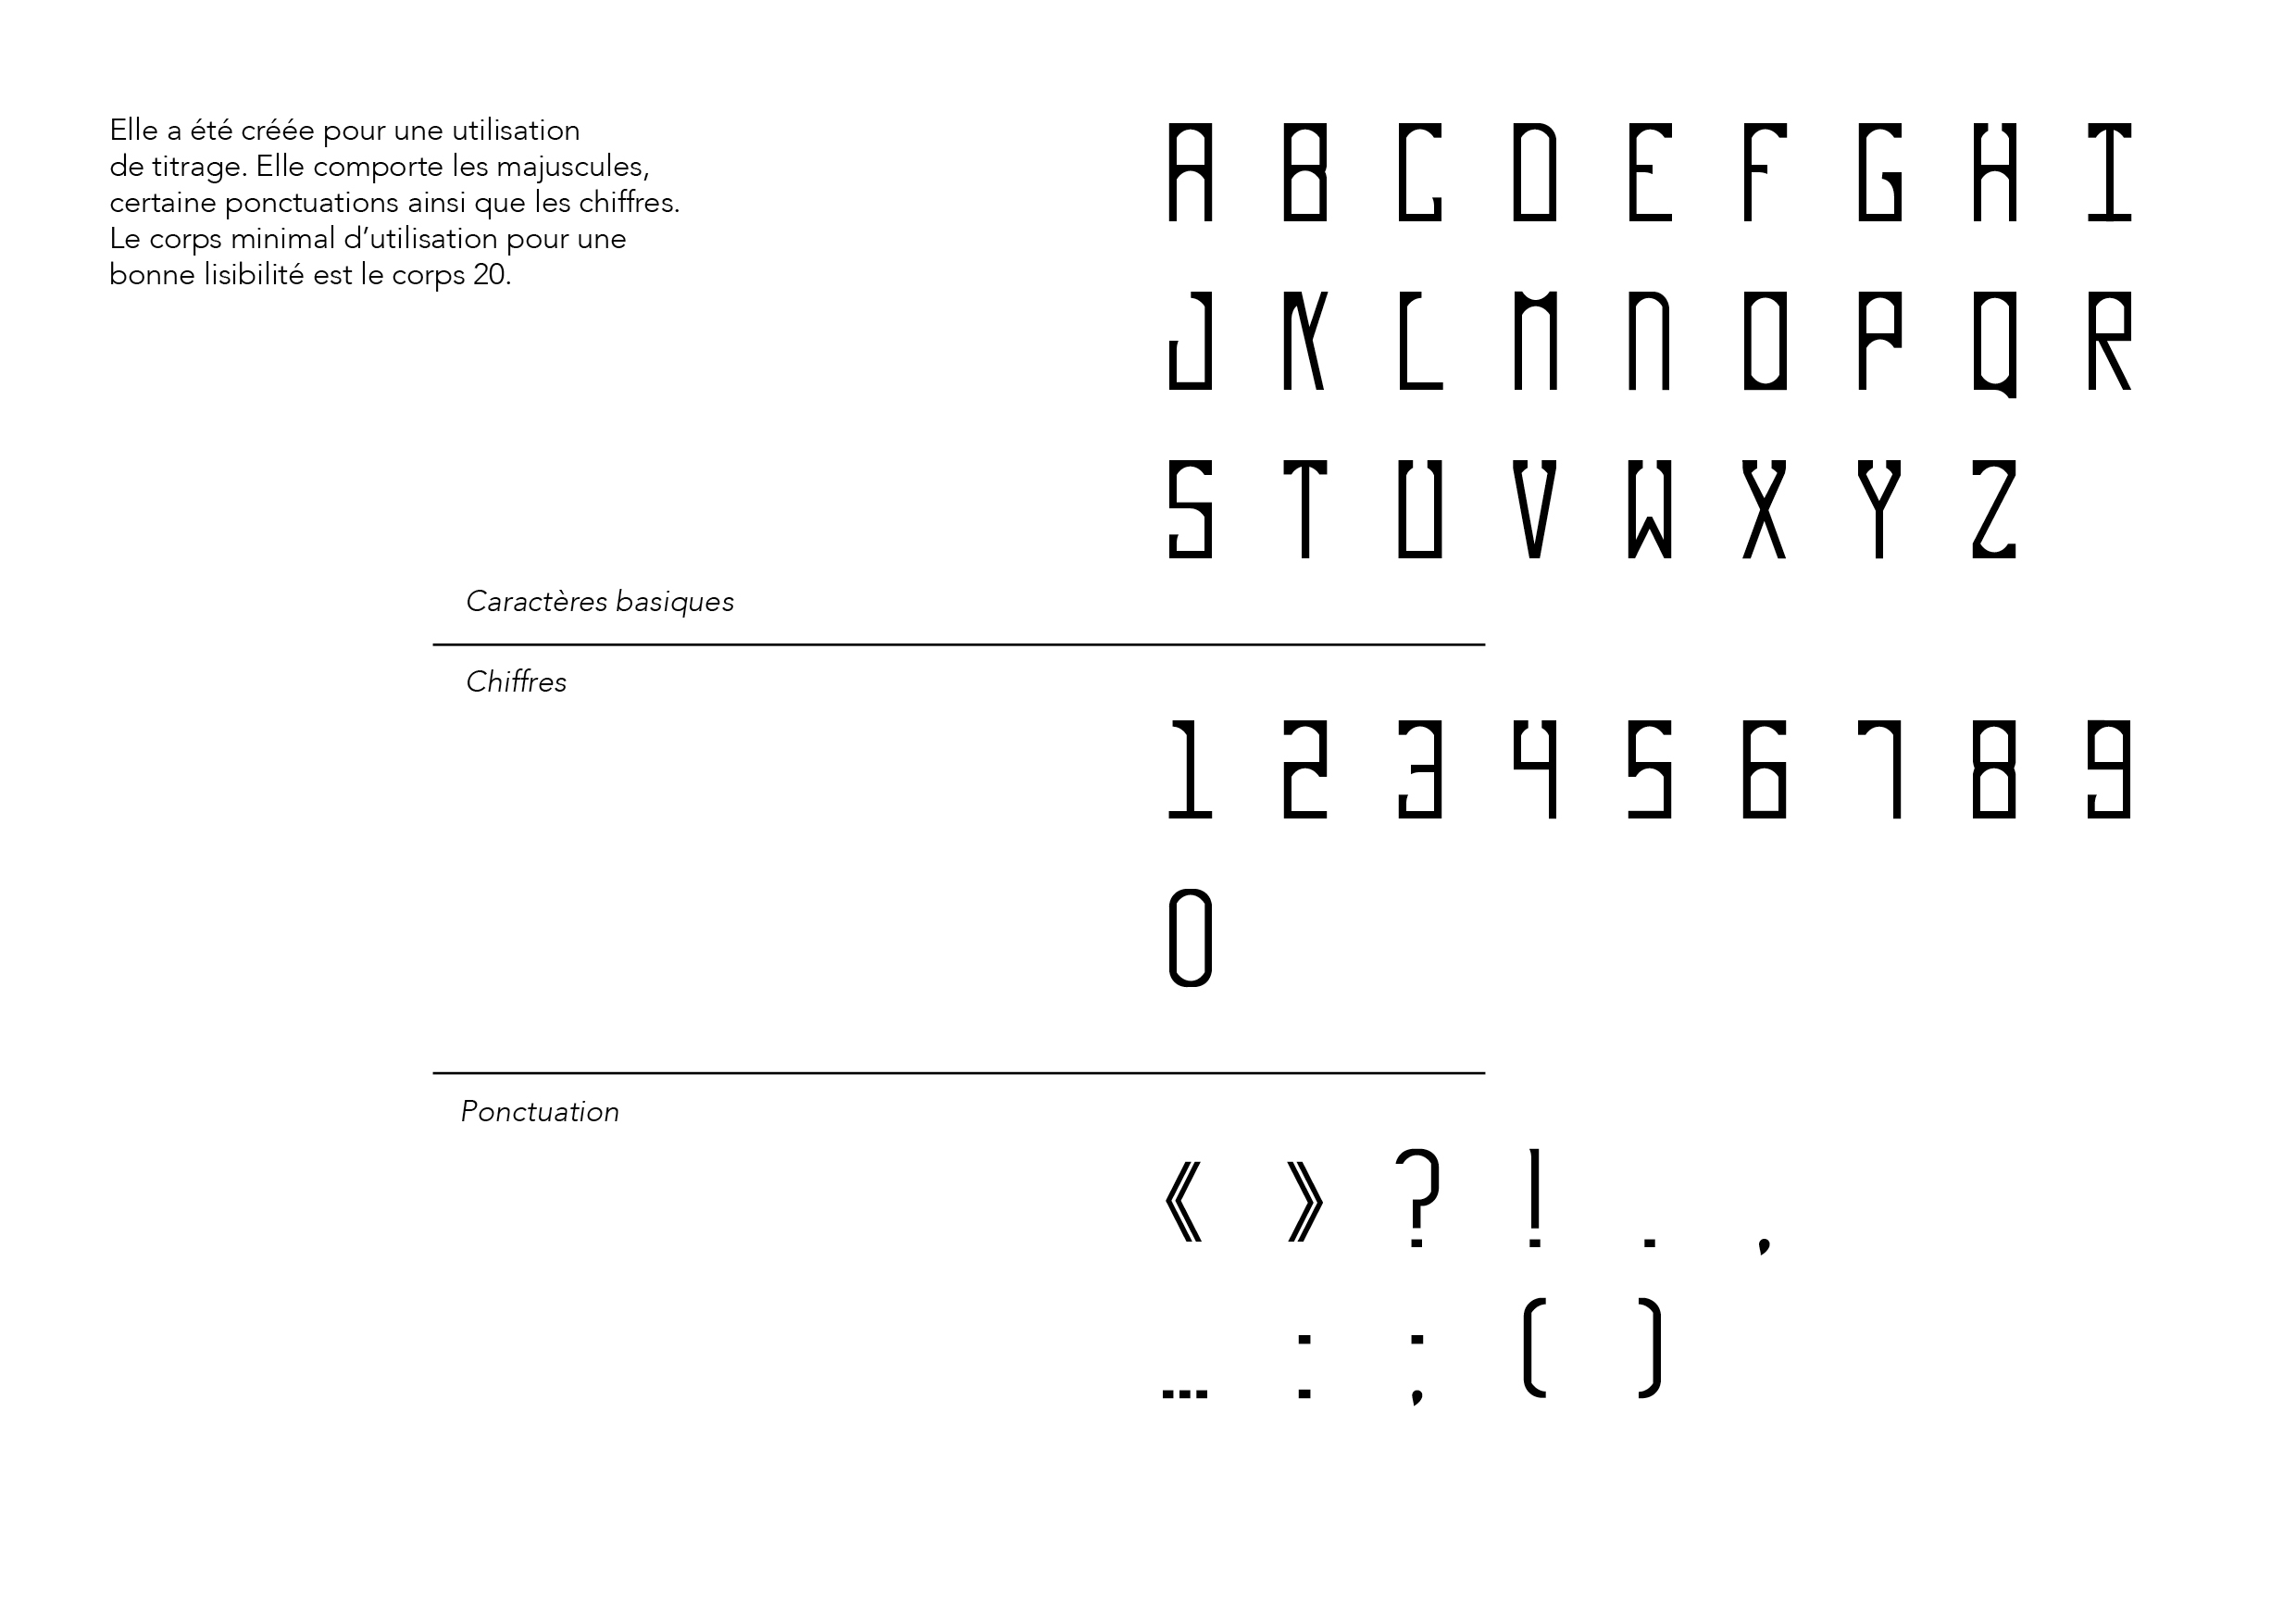 Elle a été créée pour une utilisation
de titrage. Elle comporte les majuscules,
certaine ponctuations ainsi que les chiffres.
Le corps minimal d’utilisation pour une
bonne lisibilité est le corps 20.
A B C D E F G H I
J K L M N O P Q R
S T U V W X Y Z
Caractères basiques
Chiffres
1 2 3 4 5 6 7 8 9
0
Ponctuation
《 》 ? ! . ,
… : ; ( )